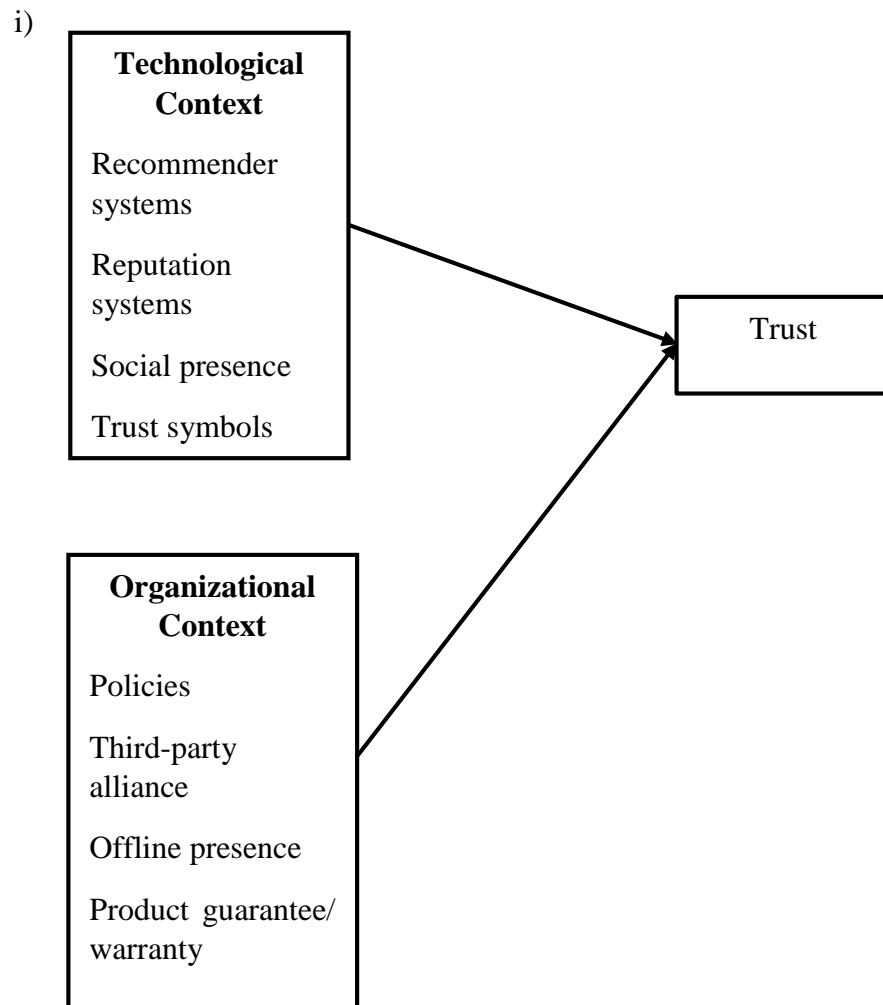 i)
Technological
Context
Recommender
systems
Reputation
systems
Social presence
Trust symbols
Trust
Organizational
Context
Policies
Third-party
alliance
Offline presence
Product guarantee/
warranty